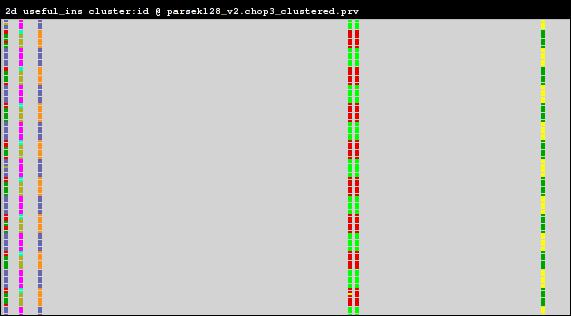 2d useful_ins cluster:id @ parsek128_v2.chop3_clustered.prv